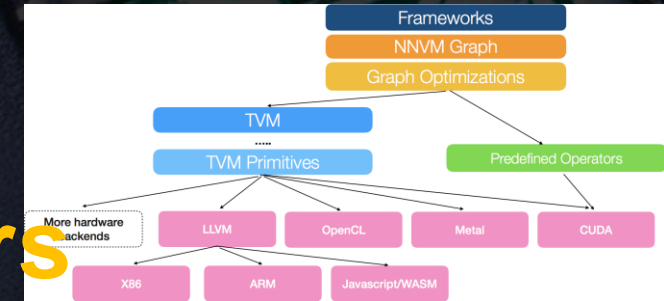 Frameworks
NNVM Graph
Graph Optimizations
TVM
.....
TVM Primitives
Predefined Operators
More hardware
backends
LLVM
OpenCL
Metal
CUDA
rs
X86
ARM
Javascript/WASM